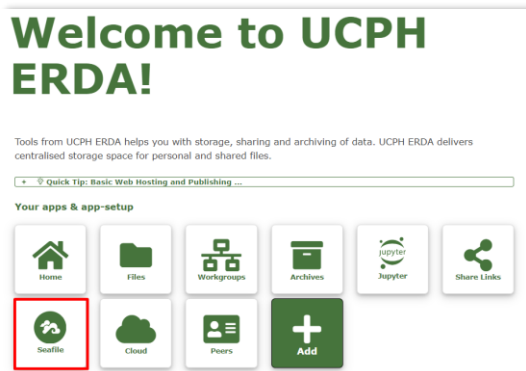 Welcome to UCPH
ERDA!
Tools from UCPH ERDA helps you with storage, sharing and archiving of data. UCPH ERDA delivers
centralised storage space for personal and shared files.
Quick Tip: Basic Web Hosting and Publishing ...
Your apps & app-setup
Home
Files
Workgroups
Archives
jupyter
Jupyter
Share Links
Seafile
Cloud
Peers
Add